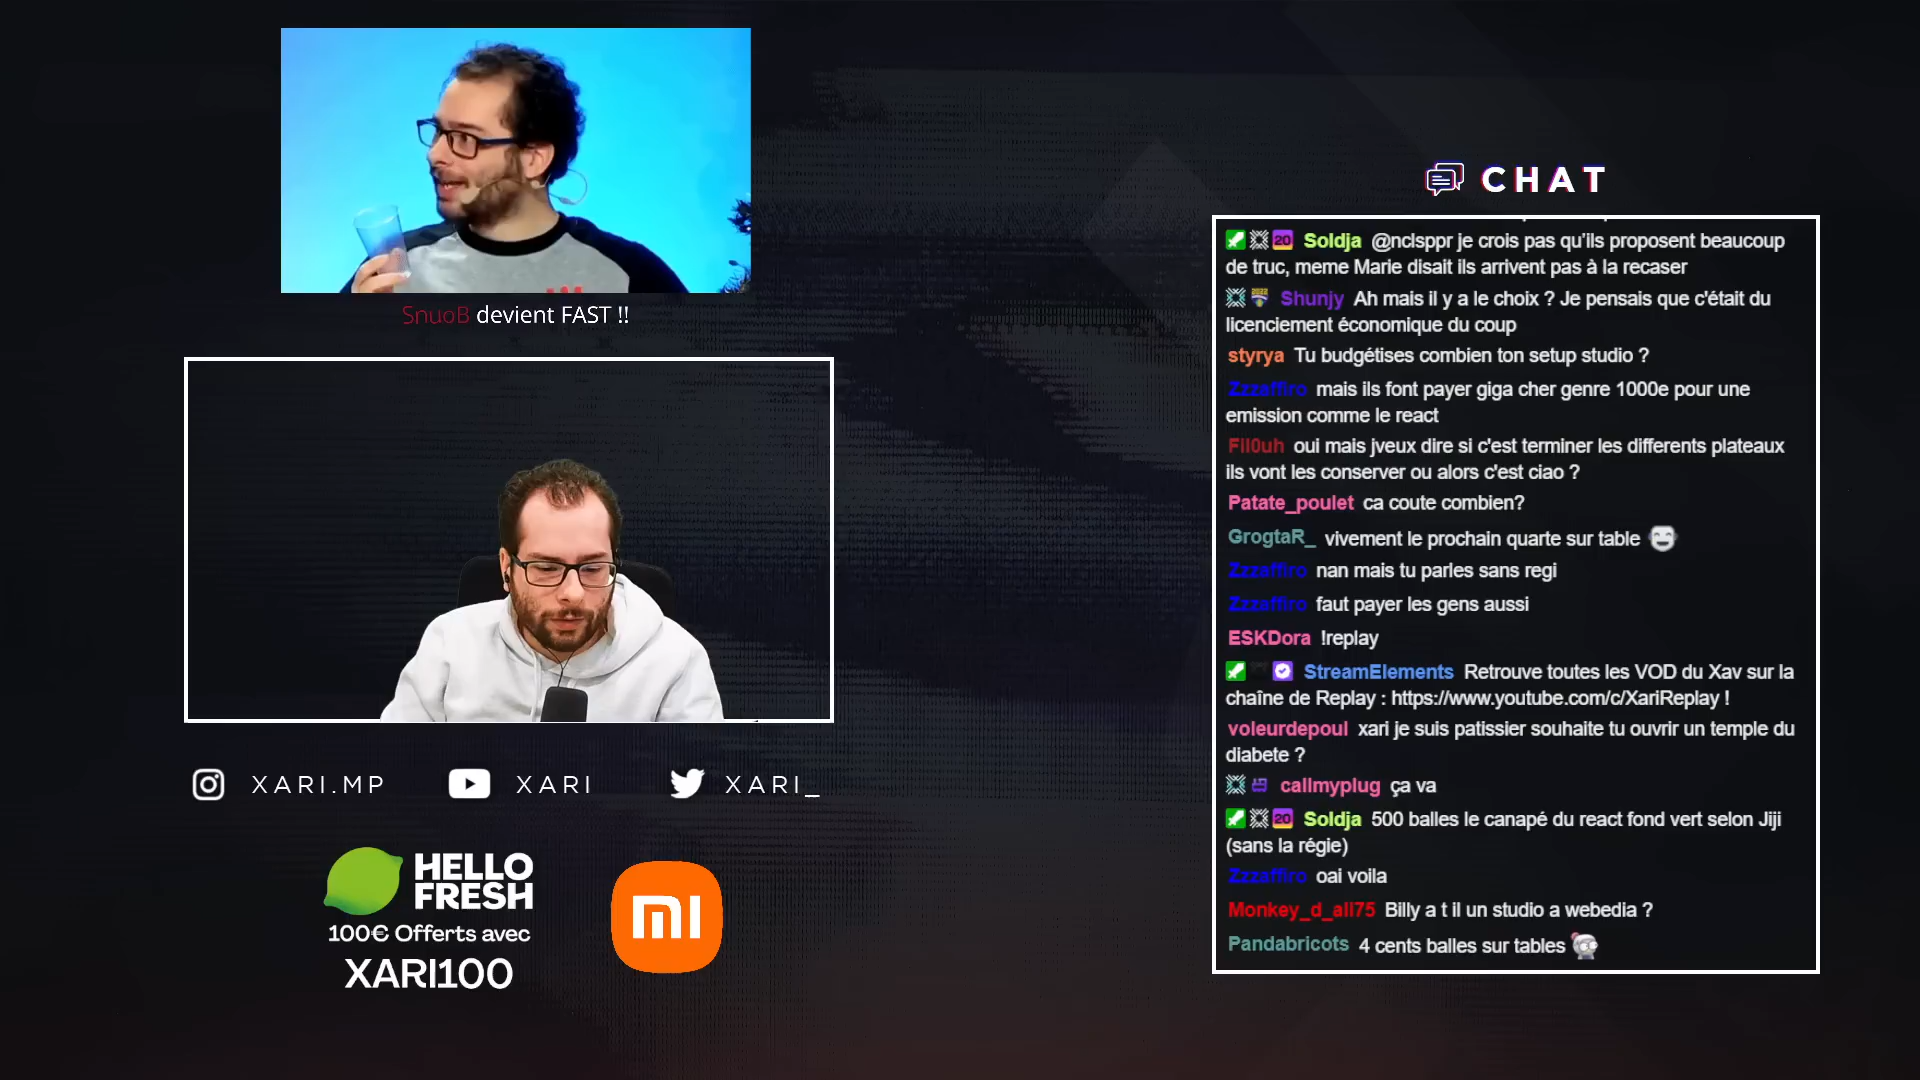 SnuoB devient FAST !!
XARI.MP
XARI
XARI_
HELLO
FRESH
100€ Offerts avec
XARI100
CHAT
20 Soldja @nclsppr je crois pas qu'ils proposent beaucoup
de truc, meme Marie disait ils arrivent pas à la recaser
Shunjy Ah mais il y a le choix ? Je pensais que c'était du
licenciement économique du coup
styrya Tu budgétises combien ton setup studio ?
Zzzaffiro mais ils font payer giga cher genre 1000e pour une
emission comme le react
Fll0uh oui mais jveux dire si c'est terminer les differents plateaux
ils vont les conserver ou alors c'est ciao ?
Patate_poulet ca coute combien?
GrogtaR_ vivement le prochain quarte sur table
Zzzaffiro nan mais tu parles sans regi
Zzzaffiro faut payer les gens aussi
ESKDora !replay
StreamElements Retrouve toutes les VOD du Xav sur la
chaîne de Replay : https://www.youtube.com/c/XariReplay !
voleurdepoul xari je suis patissier souhaite tu ouvrir un temple du
diabete ?
callmyplug ça va
20 Soldja 500 balles le canapé du react fond vert selon Jiji
(sans la régie)
Zzzaffiro oai voila
Monkey_d_all75 Billy a t il un studio a webedia ?
Pandabricots 4 cents balles sur tables